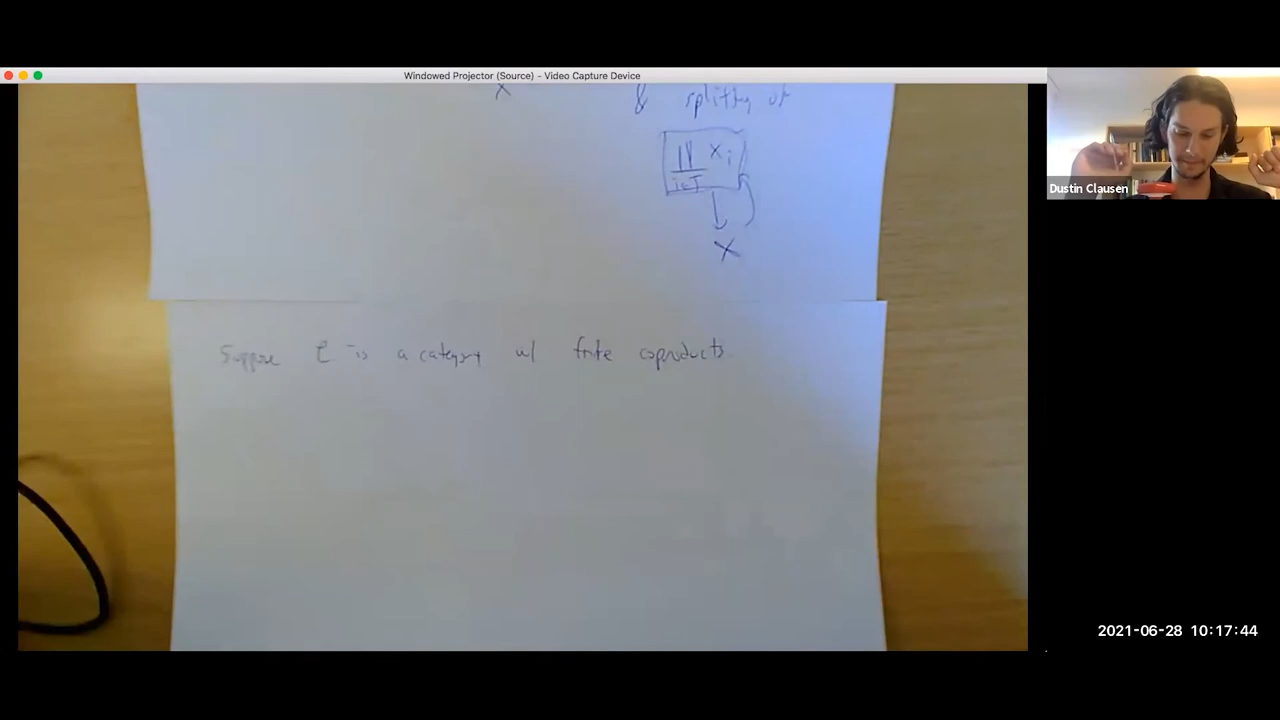 Windowed Projector (Source) - Video Capture Device
X
& splitting of
∐ X_i
i∈I
X
Dustin Clausen
Suppose C is a category w/ finite coproducts.
2021-06-28 10:17:44